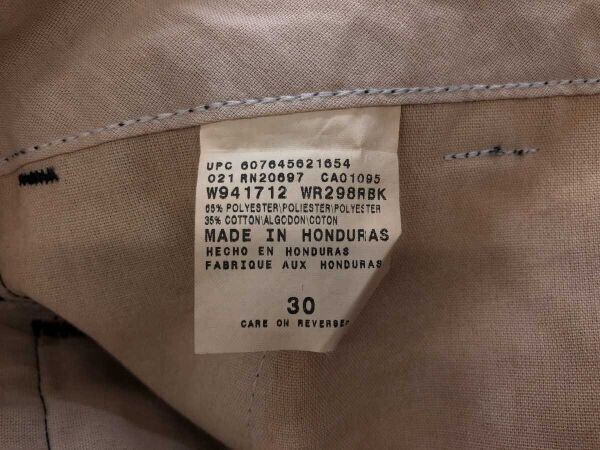 UPC 607645621654
021 RN20697 CA01095
W941712 WR298RBK
65% POLYESTER\POLIESTER\POLYESTER
35% COTTON\ALGODON\COTON
MADE IN HONDURAS
HECHO EN HONDURAS
FABRIQUE AUX HONDURAS
30
CARE ON REVERSE